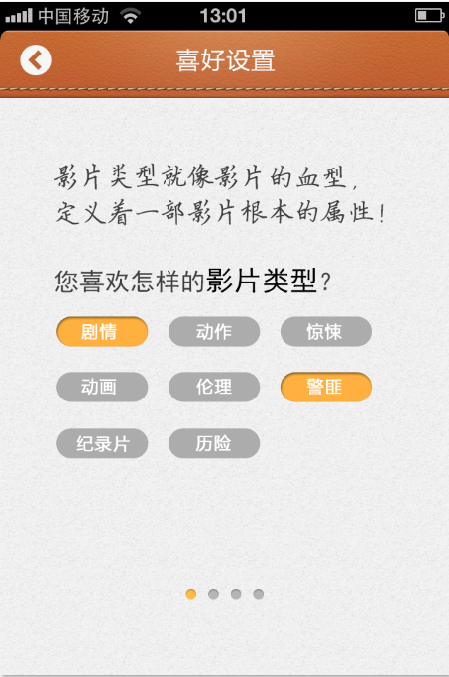 中国移动 13:01
喜好设置
影片类型就像影片的血型，
定义着一部影片根本的属性！
您喜欢怎样的影片类型？
剧情 动作 惊悚
动画 伦理 警匪
纪录片 历险